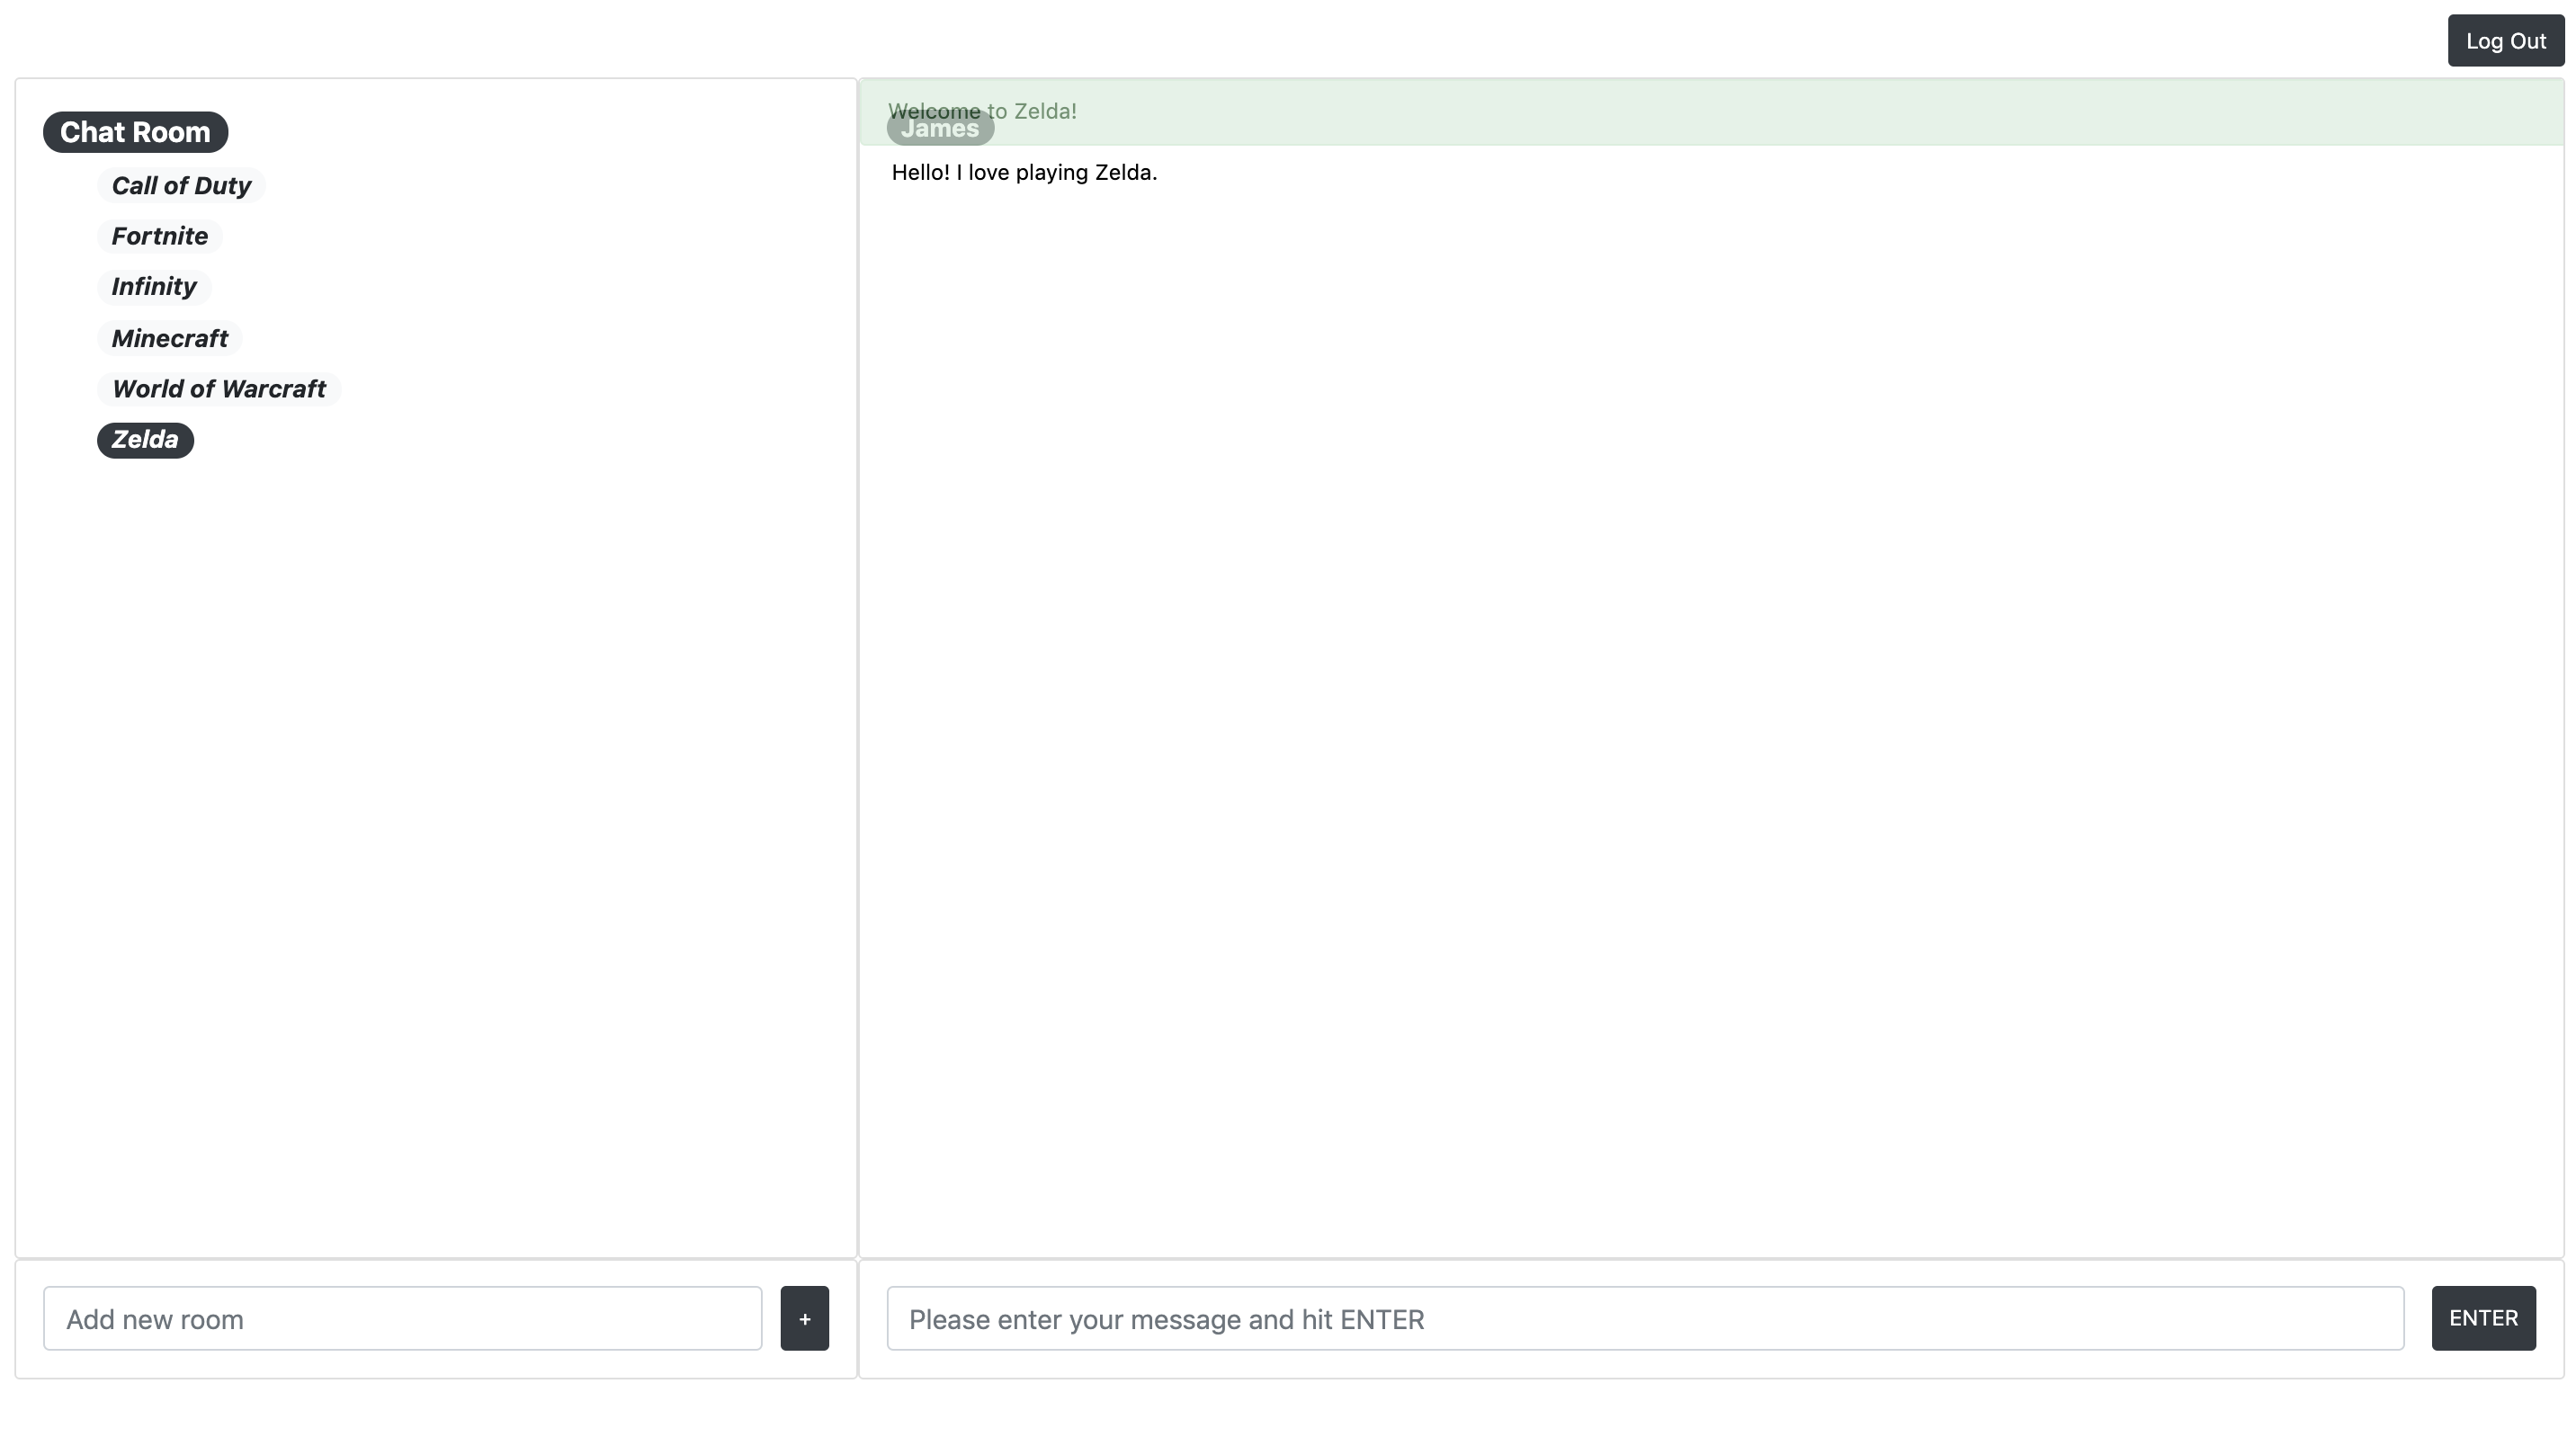 Log Out
Chat Room
Call of Duty
Fortnite
Infinity
Minecraft
World of Warcraft
Zelda
Welcome to Zelda!
James
Hello! I love playing Zelda.
Add new room
+
Please enter your message and hit ENTER
ENTER